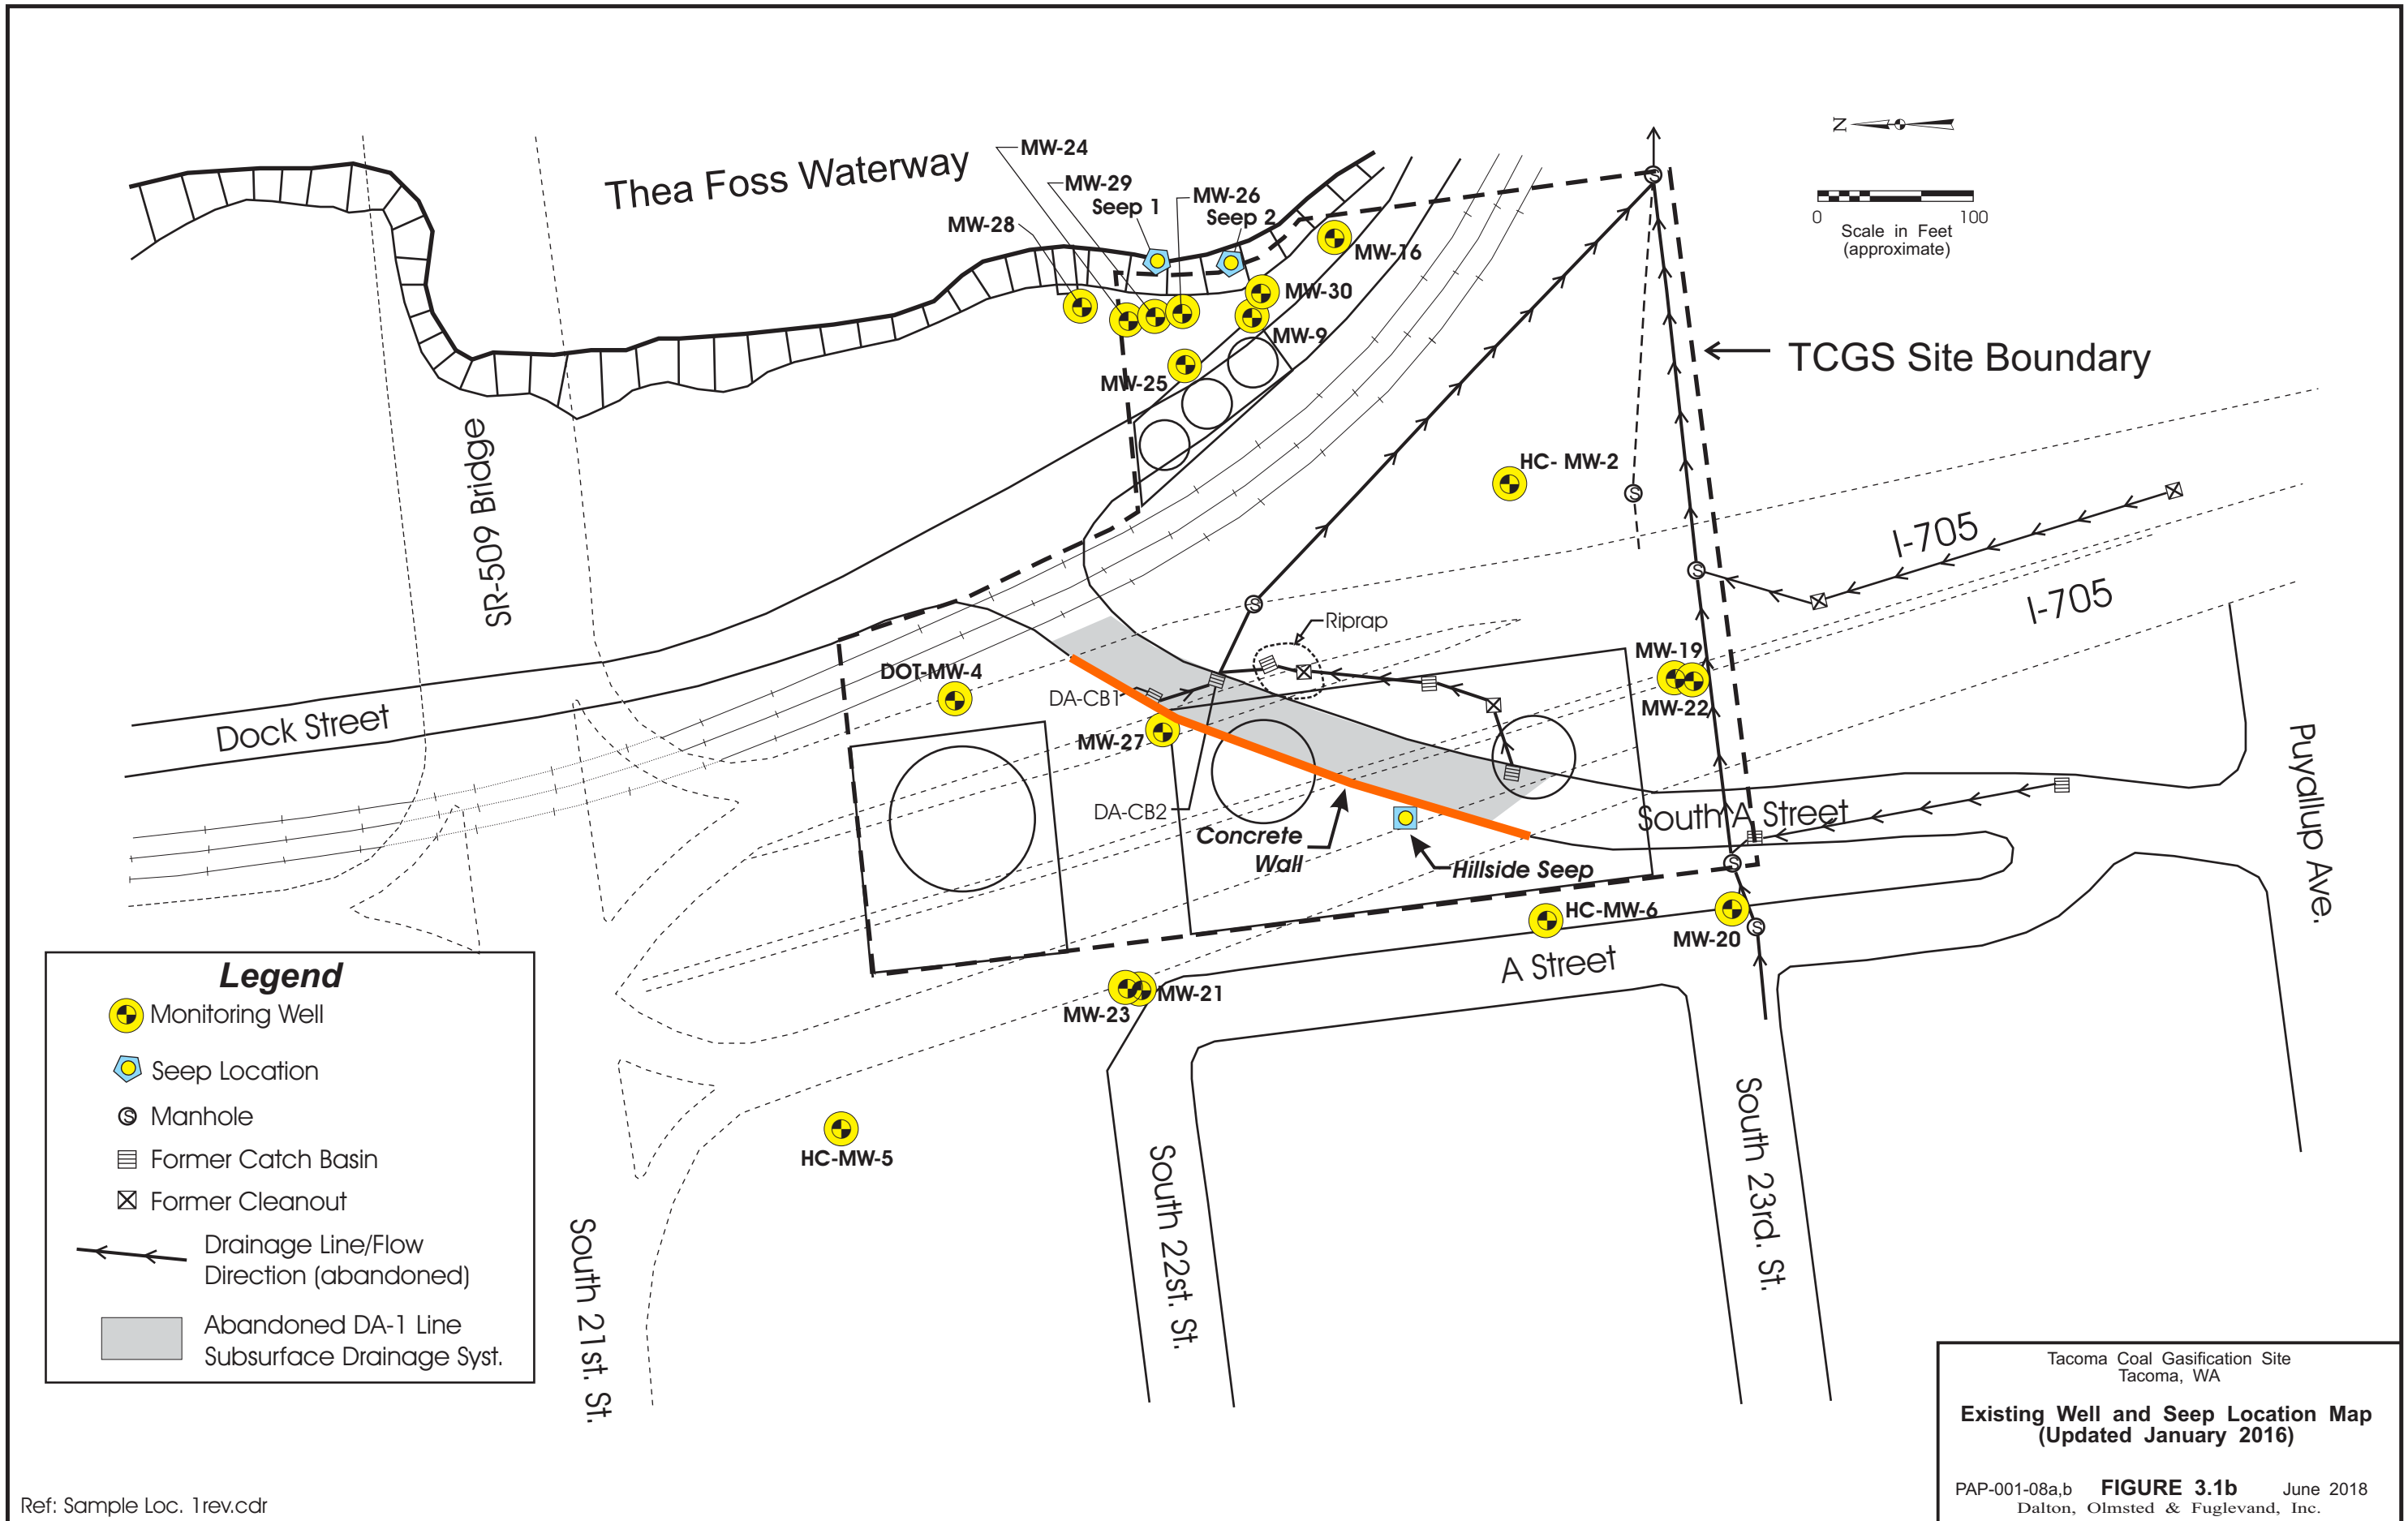 Thea Foss Waterway
MW-24
MW-29
Seep 1
MW-26
Seep 2
MW-28
MW-16
MW-30
MW-9
MW-25
N
0
100
Scale in Feet
(approximate)
TCGS Site Boundary
SR-509 Bridge
HC- MW-2
I-705
I-705
Riprap
MW-19
MW-22
DOT-MW-4
DA-CB1
MW-27
DA-CB2
Dock Street
Concrete
Wall
Hillside Seep
South A Street
Puyallup Ave.
HC-MW-6
MW-20
A Street
MW-21
MW-23
HC-MW-5
South 21st. St.
South 22st. St.
South 23rd. St.
Legend
Monitoring Well
Seep Location
S Manhole
Former Catch Basin
Former Cleanout
Drainage Line/Flow
Direction (abandoned)
Abandoned DA-1 Line
Subsurface Drainage Syst.
S
S
S
S
S
S
Tacoma Coal Gasification Site
Tacoma, WA
Existing Well and Seep Location Map
(Updated January 2016)
PAP-001-08a,b FIGURE 3.1b June 2018
Dalton, Olmsted & Fuglevand, Inc.
Ref: Sample Loc. 1rev.cdr